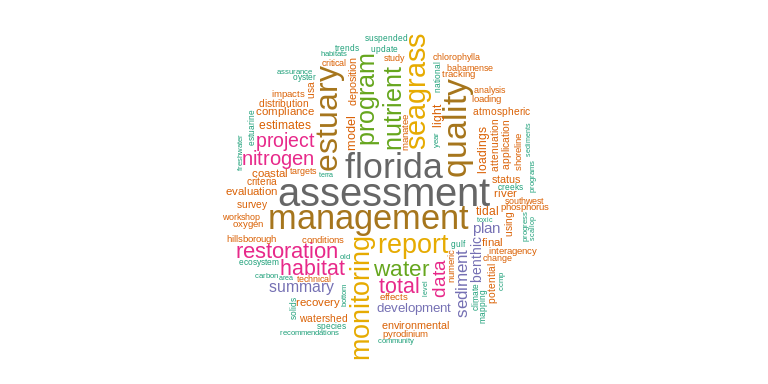 suspended
trends
update
habitats
critical
study
chlorophylla
bahamense
tracking
assurance
oyster
usa
deposition
program
nutrient
seagrass
national
quality
analysis
loading
impacts
distribution
compliance
estuary
model
manatee
light
year
atmospheric
estuarine
estimates
project
nitrogen
freshwater
coastal
targets
terra
florida
loadings
attenuation
application
shoreline
sediments
criteria
evaluation
assessment
status
creeks
river
programs
survey
southwest
phosphorus
workshop
oxygen
management
tidal
toxic
using
progress
scallop
hillsborough
conditions
report
plan
final
interagency
restoration
old
monitoring
gulf
numeric
benthic
change
ecosystem
habitat
water
data
sediment
potential
ccmp
carbon
area
technical
summary
total
level
climate
mapping
bottom
effects
development
solids
recovery
watershed
species
environmental
pyrodinium
recommendations
community